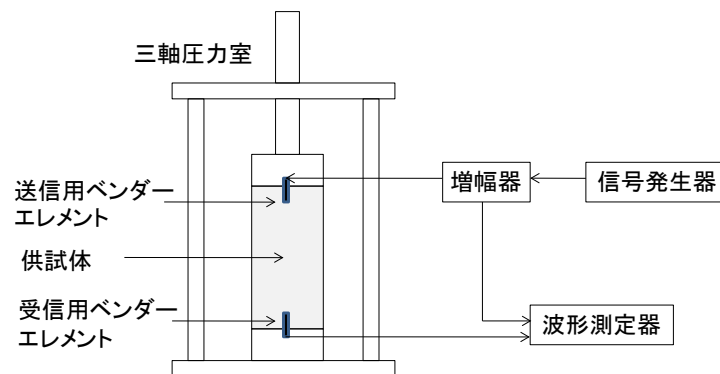 三軸圧力室
送信用ベンダー
エレメント
供試体
受信用ベンダー
エレメント
増幅器
信号発生器
波形測定器